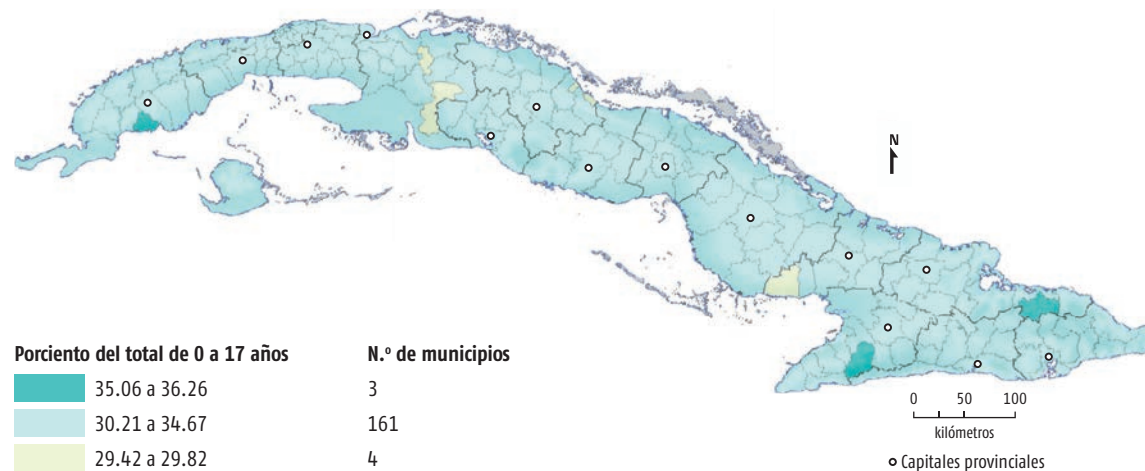 N
Porciento del total de 0 a 17 años N.º de municipios
35.06 a 36.26 3
30.21 a 34.67 161
29.42 a 29.82 4
0 50 100
kilómetros
Capitales provinciales